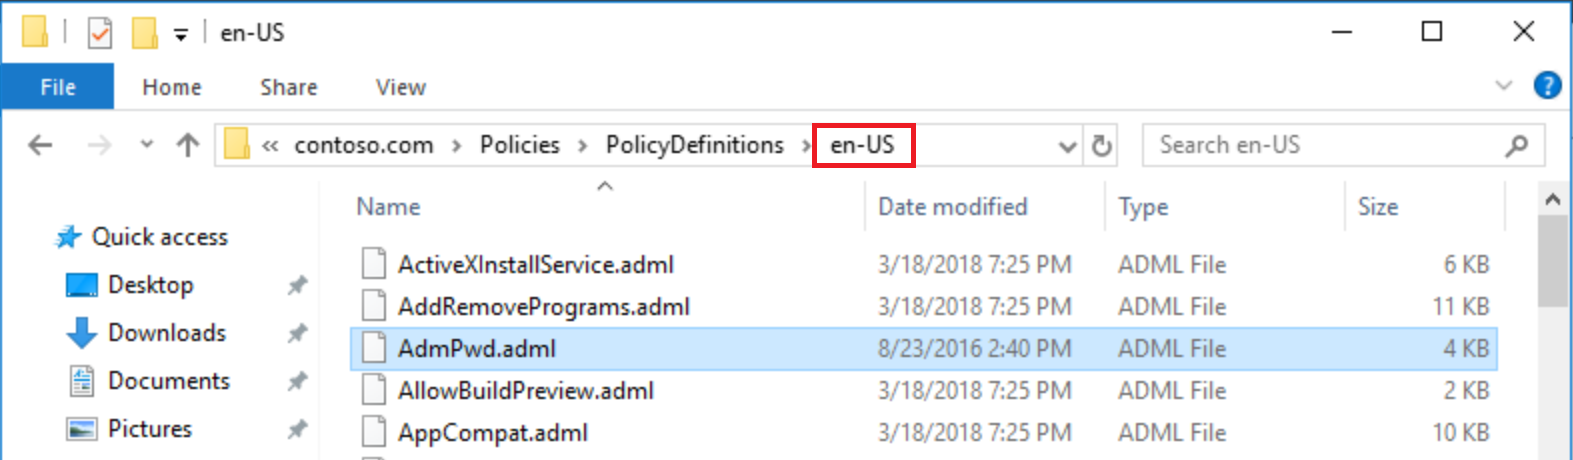 en-US
File Home Share View
« contoso.com > Policies > PolicyDefinitions > en-US Search en-US
Name Date modified Type Size
Quick access
Desktop
Downloads
Documents
Pictures
ActiveXInstallService.adml 3/18/2018 7:25 PM ADML File 6 KB
AddRemovePrograms.adml 3/18/2018 7:25 PM ADML File 11 KB
AdmPwd.adml 8/23/2016 2:40 PM ADML File 4 KB
AllowBuildPreview.adml 3/18/2018 7:25 PM ADML File 2 KB
AppCompat.adml 3/18/2018 7:25 PM ADML File 10 KB